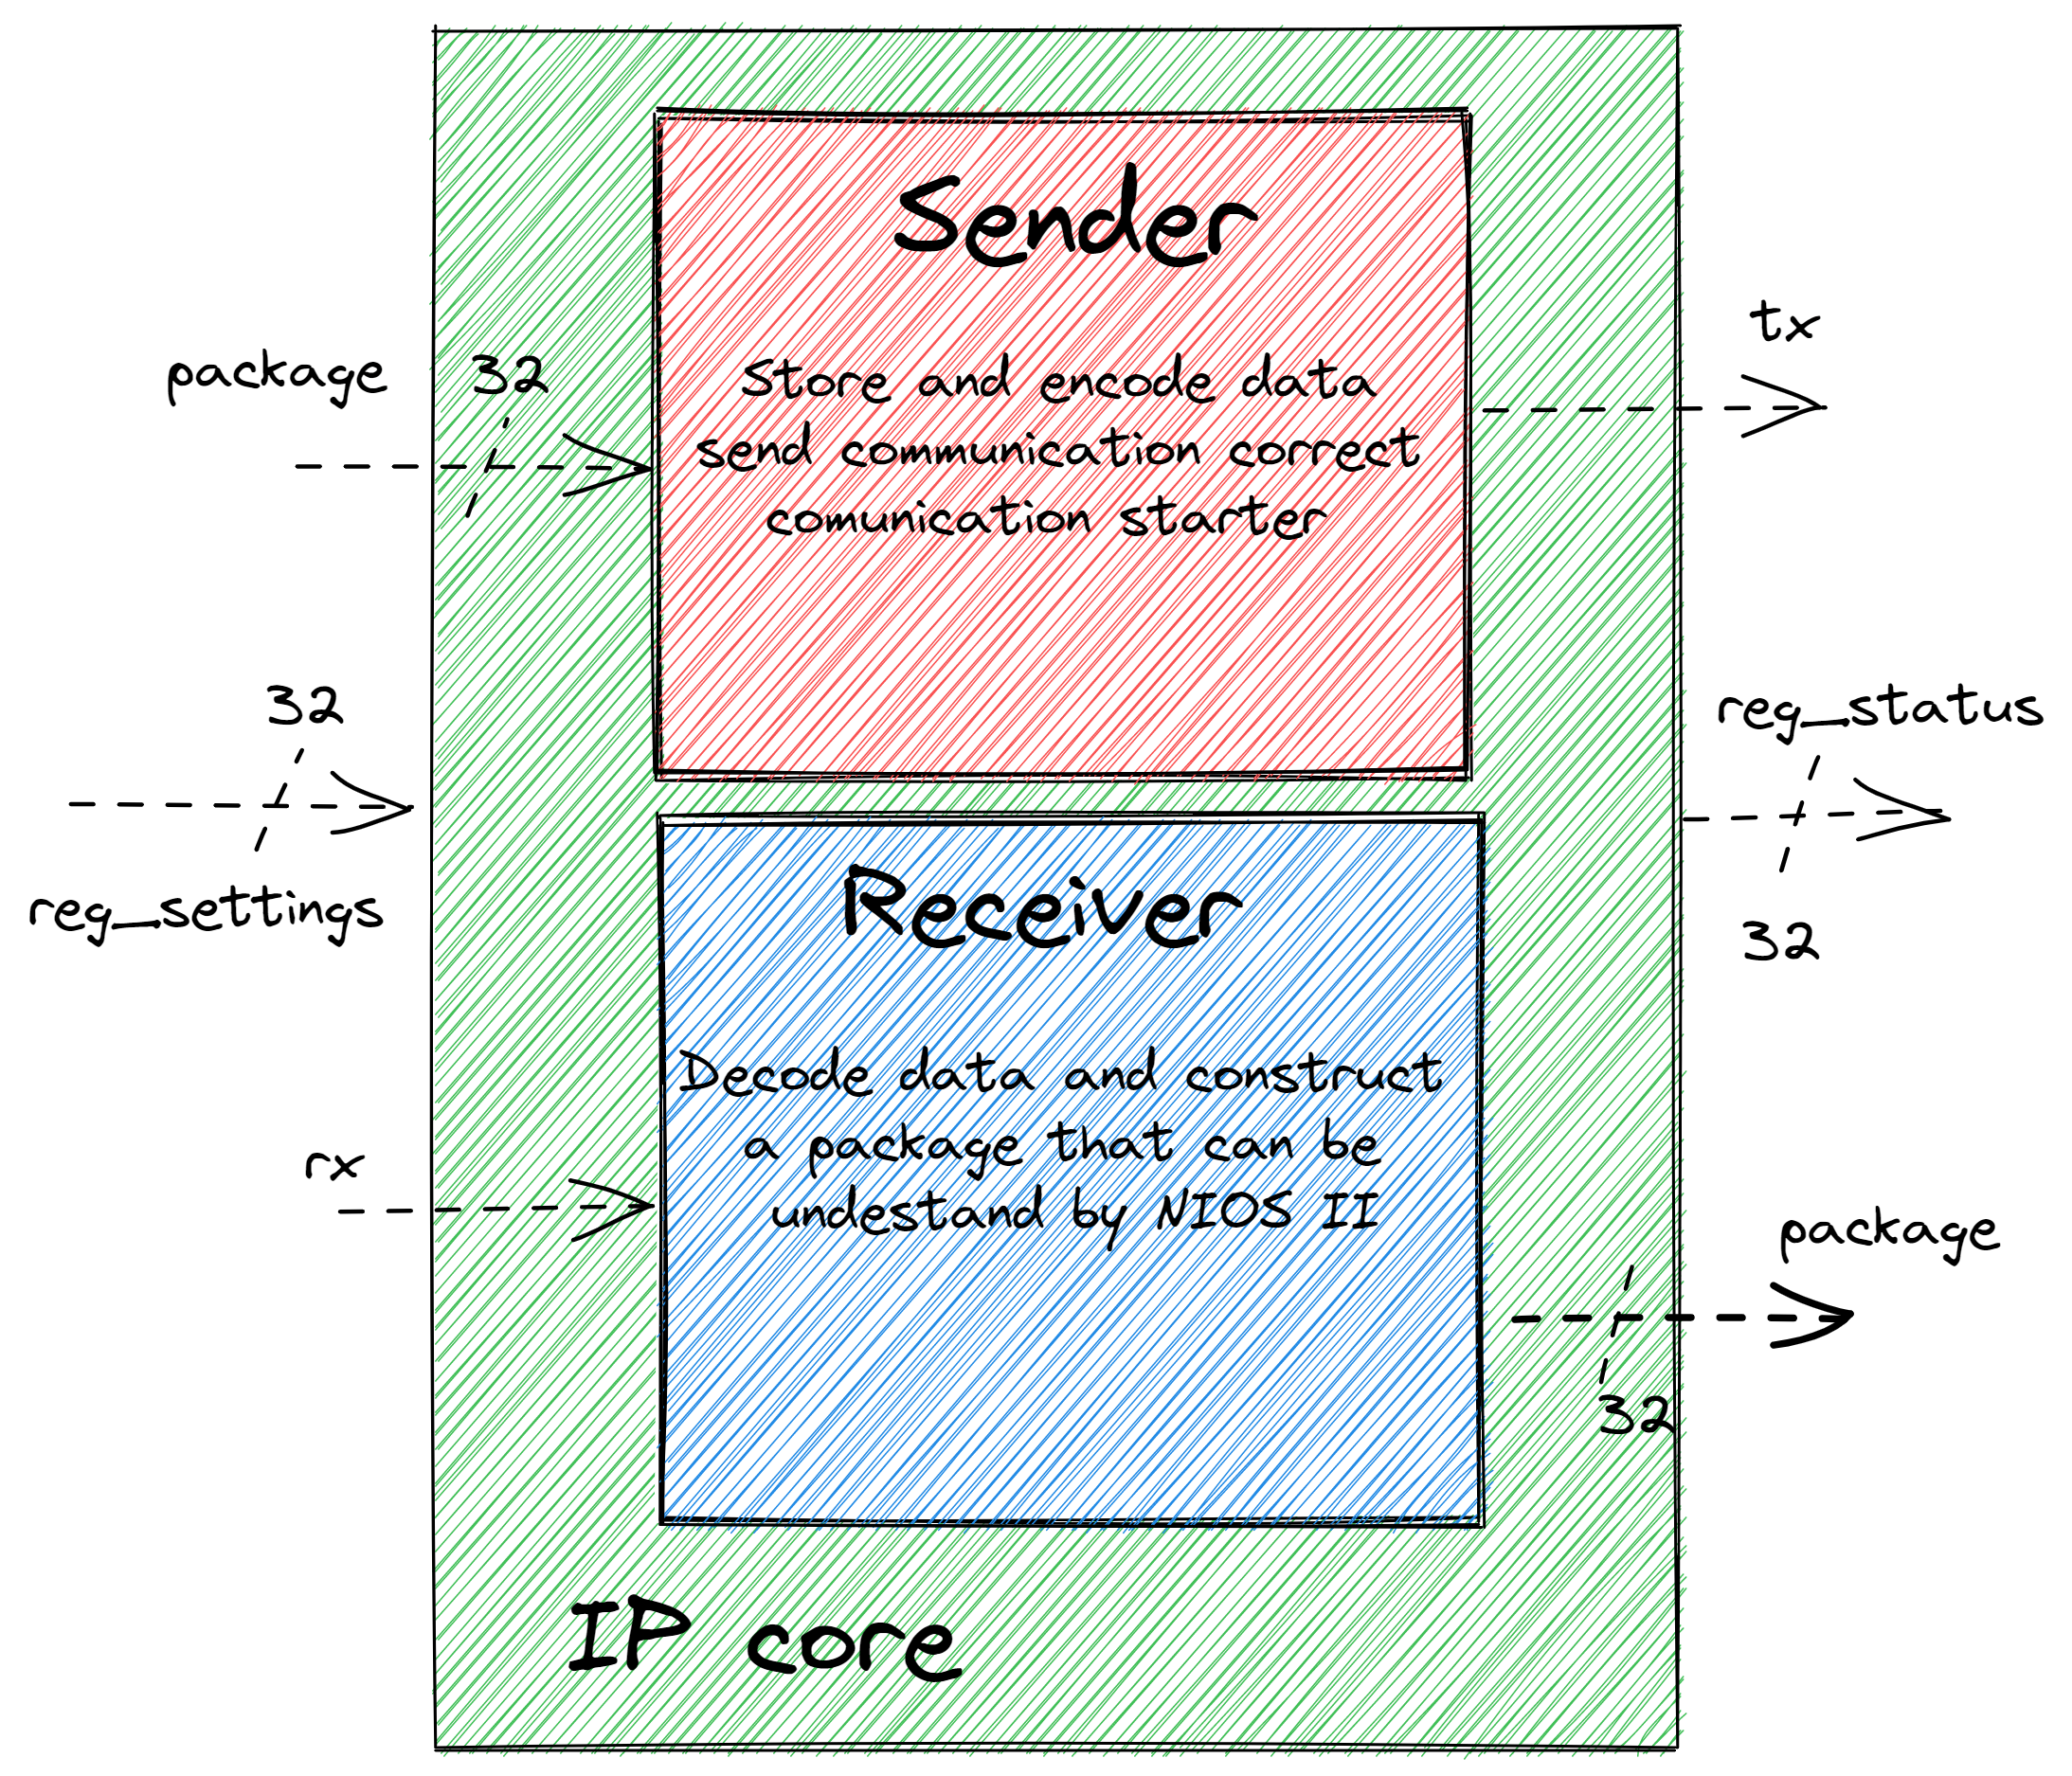 Sender
Store and encode data
send communication correct
comunication starter
package
32
tx
32
reg_settings
reg_status
32
Receiver
Decode data and construct
a package that can be
undestand by NIOS II
rx
package
32
IP core